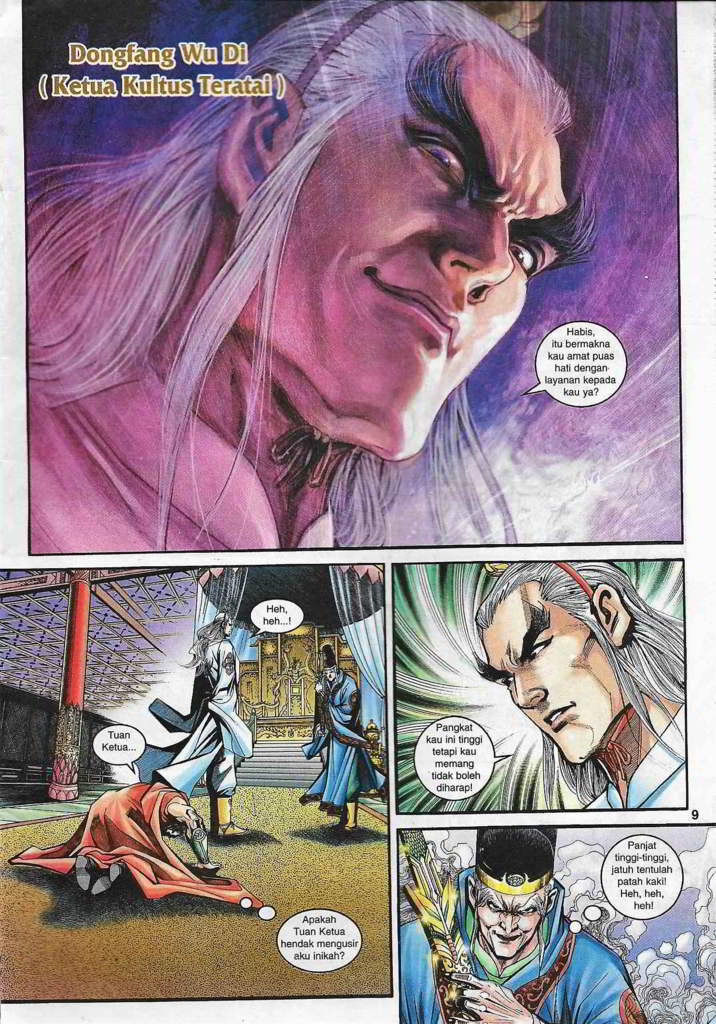 Dongfang Wu Di
( Ketua Kultus Teratai )
Habis,
itu bermakna
kau amat puas
hati dengan
layanan kepada
kau ya?
Heh,
heh...!
Tuan
Ketua...
Apakah
Tuan Ketua
hendak mengusir
aku inikah?
Pangkat
kau ini tinggi
tetapi kau
memang
tidak boleh
diharap!
9
Panjat
tinggi-tinggi,
jatuh tentulah
patah kaki!
Heh, heh,
heh!